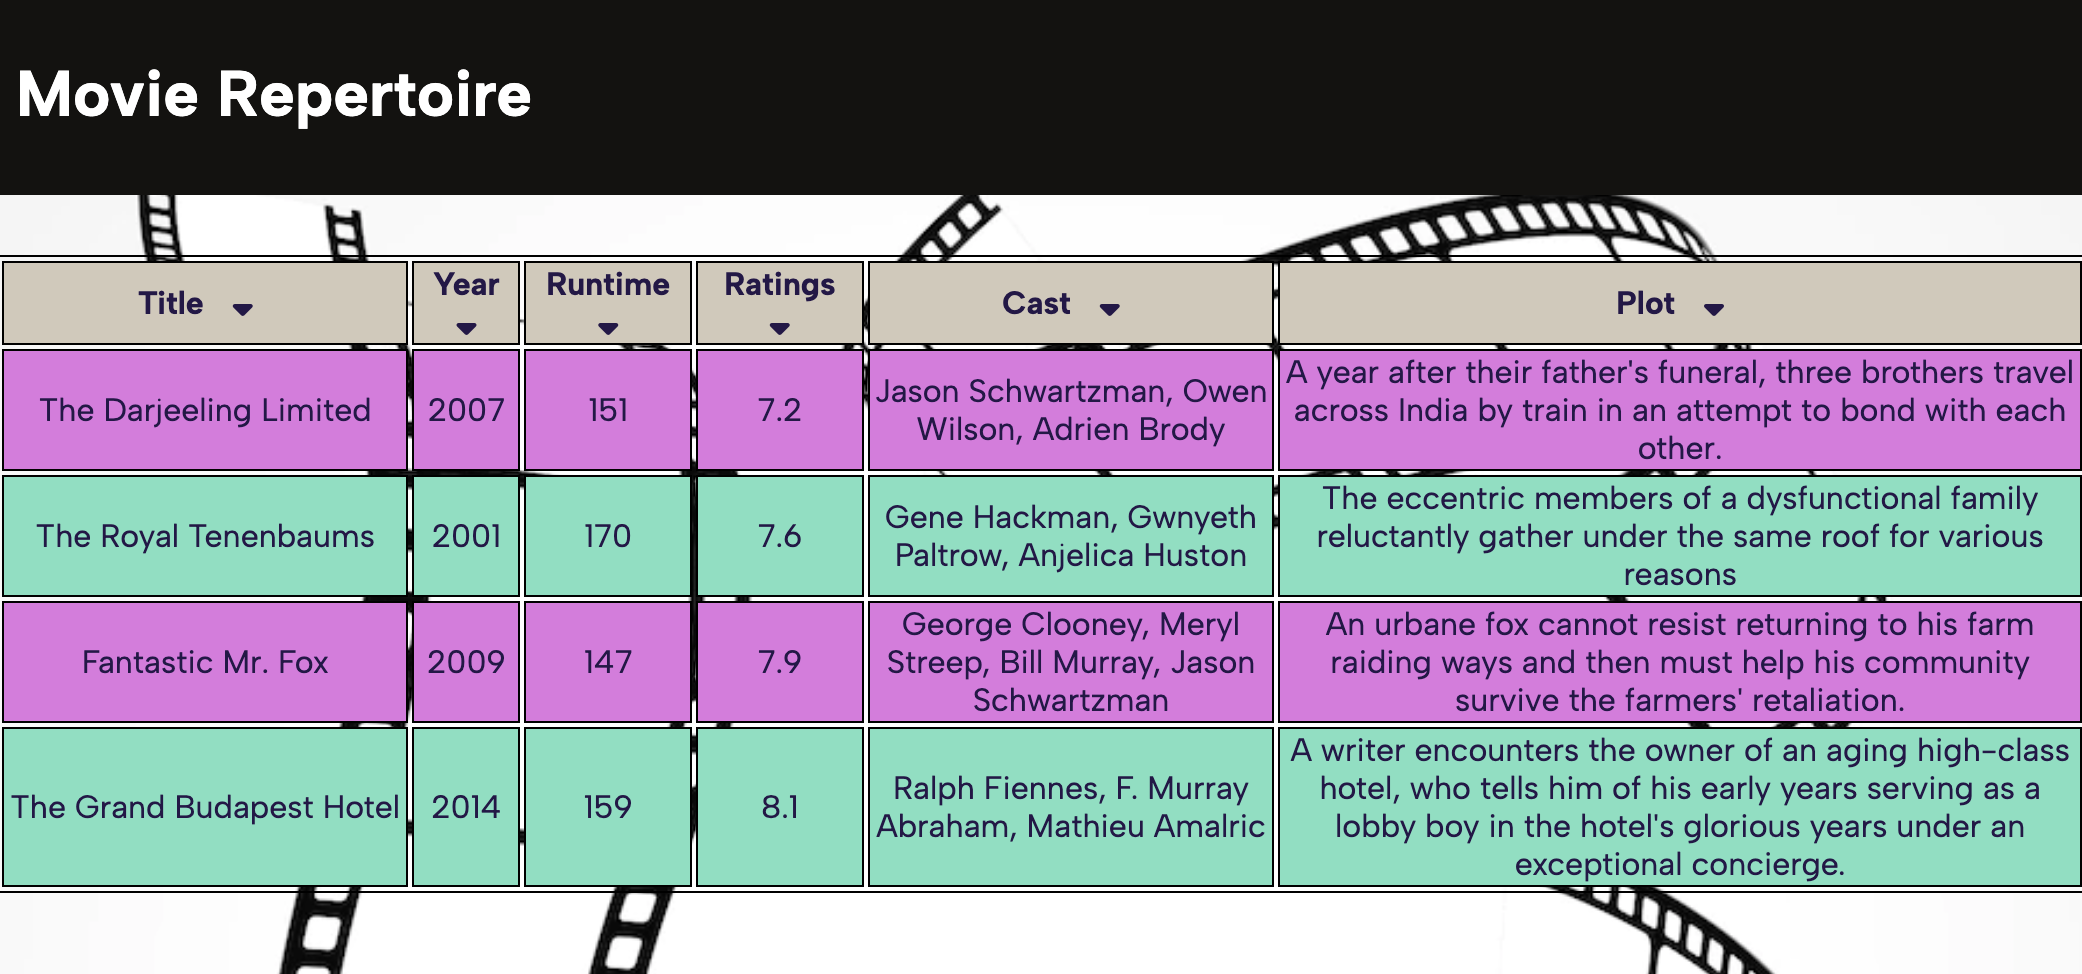 Movie Repertoire
Title Year Runtime Ratings Cast Plot
The Darjeeling Limited 2007 151 7.2 Jason Schwartzman, Owen
Wilson, Adrien Brody
A year after their father's funeral, three brothers travel
across India by train in an attempt to bond with each
other.
The Royal Tenenbaums 2001 170 7.6 Gene Hackman, Gwnyeth
Paltrow, Anjelica Huston
The eccentric members of a dysfunctional family
reluctantly gather under the same roof for various
reasons
Fantastic Mr. Fox 2009 147 7.9 George Clooney, Meryl
Streep, Bill Murray, Jason
Schwartzman
An urbane fox cannot resist returning to his farm
raiding ways and then must help his community
survive the farmers' retaliation.
The Grand Budapest Hotel 2014 159 8.1 Ralph Fiennes, F. Murray
Abraham, Mathieu Amalric
A writer encounters the owner of an aging high-class
hotel, who tells him of his early years serving as a
lobby boy in the hotel's glorious years under an
exceptional concierge.